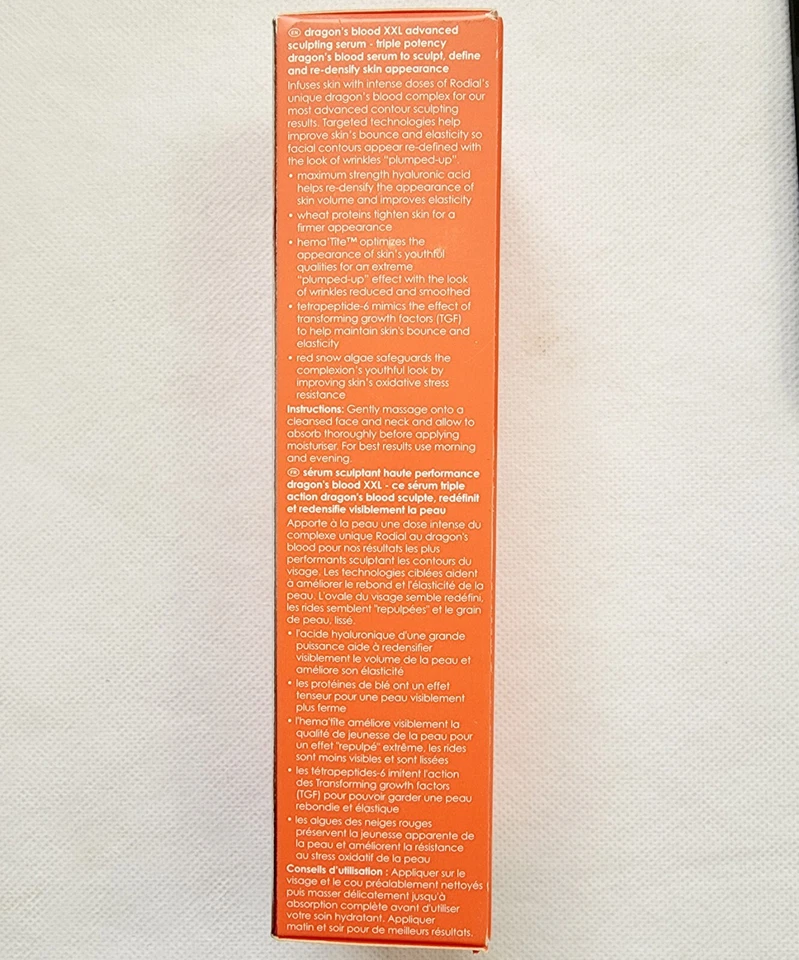 EN dragon's blood XXL advanced
sculpting serum - triple potency
dragon's blood serum to sculpt, define
and re-densify skin appearance
Infuses skin with intense doses of Rodial's
unique dragon's blood complex for our
most advanced contour sculpting
results. Targeted technologies help
improve skin's bounce and elasticity so
facial contours appear re-defined with
the look of wrinkles "plumped-up".
• maximum strength hyaluronic acid
helps re-densify the appearance of
skin volume and improves elasticity
• wheat proteins tighten skin for a
firmer appearance
• hema'Tite™ optimizes the
appearance of skin's youthful
qualities for an extreme
"plumped-up" effect with the look
of wrinkles reduced and smoothed
• tetrapeptide-6 mimics the effect of
transforming growth factors (TGF)
to help maintain skin's bounce and
elasticity
• red snow algae safeguards the
complexion's youthful look by
improving skin's oxidative stress
resistance
Instructions: Gently massage onto a
cleansed face and neck and allow to
absorb thoroughly before applying
moisturiser. For best results use morning
and evening.
FR sérum sculptant haute performance
dragon's blood XXL - ce sérum triple
action dragon's blood sculpte, redéfinit
et redensifie visiblement la peau
Apporte à la peau une dose intense du
complexe unique Rodial au dragon's
blood pour nos résultats les plus
performants sculptant les contours du
visage. Les technologies ciblées aident
à améliorer le rebond et l'élasticité de la
peau. L'ovale du visage semble redéfini,
les rides semblent "repulpées" et le grain
de peau, lissé.
• l'acide hyaluronique d'une grande
puissance aide à redensifier
visiblement le volume de la peau et
améliore son élasticité
• les protéines de blé ont un effet
tenseur pour une peau visiblement
plus ferme
• l'hema'Tite améliore visiblement la
qualité de jeunesse de la peau pour
un effet "repulpé" extrême, les rides
sont moins visibles et sont lissées
• les tétrapeptides-6 imitent l'action
des Transforming growth factors
(TGF) pour pouvoir garder une peau
rebondie et élastique
• les algues des neiges rouges
préservent la jeunesse apparente de
la peau et améliorent la résistance
au stress oxidatif de la peau
Conseils d'utilisation : Appliquer sur le
visage et le cou préalablement nettoyés
puis masser délicatement jusqu'à
absorption complète avant d'utiliser
votre soin hydratant. Appliquer
matin et soir pour de meilleurs résultats.